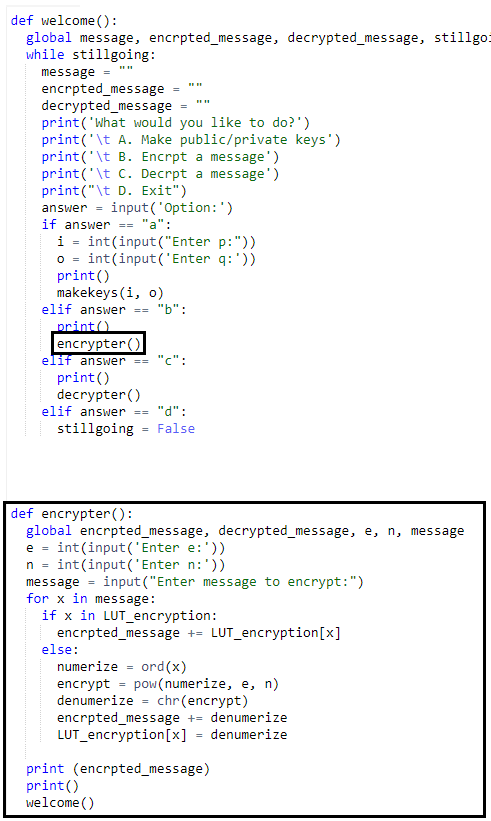 def welcome():
global message, encrpted_message, decrypted_message, stillgoi
while stillgoing:
message = ""
encrpted_message = ""
decrypted_message = ""
print('What would you like to do?')
print('\t A. Make public/private keys')
print('\t B. Encrpt a message')
print('\t C. Decrpt a message')
print("\t D. Exit")
answer = input('Option:')
if answer == "a":
i = int(input("Enter p:"))
o = int(input('Enter q:'))
print()
makekeys(i, o)
elif answer == "b":
print()
encrypter()
elif answer == "c":
print()
decrypter()
elif answer == "d":
stillgoing = False
def encrypter():
global encrpted_message, decrypted_message, e, n, message
e = int(input('Enter e:'))
n = int(input('Enter n:'))
message = input("Enter message to encrypt:")
for x in message:
if x in LUT_encryption:
encrpted_message += LUT_encryption[x]
else:
numerize = ord(x)
encrypt = pow(numerize, e, n)
denumerize = chr(encrypt)
encrpted_message += denumerize
LUT_encryption[x] = denumerize
print (encrpted_message)
print()
welcome()